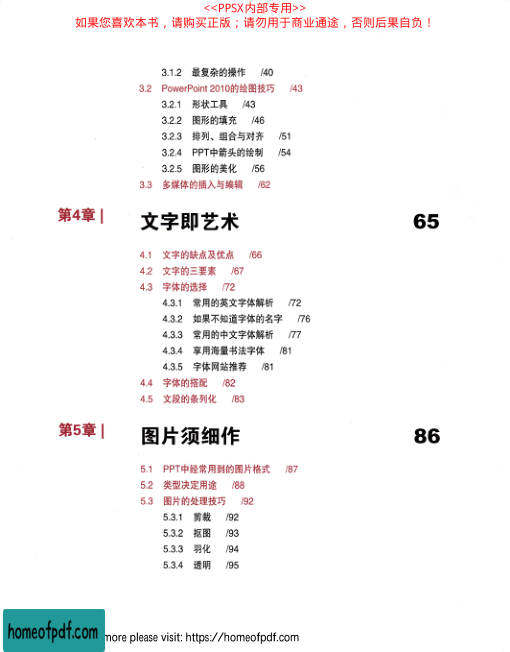 <<PPSX内部专用>>
如果您喜欢本书，请购买正版；请勿用于商业通途，否则后果自负！
3.1.2 最复杂的操作 /40
3.2 PowerPoint 2010的绘图技巧 /43
3.2.1 形状工具 /43
3.2.2 图形的填充 /46
3.2.3 排列、组合与对齐 /51
3.2.4 PPT中箭头的绘制 /54
3.2.5 图形的美化 /56
3.3 多媒体的插入与编辑 /62
第4章 | 文字即艺术 65
4.1 文字的缺点及优点 /66
4.2 文字的三要素 /67
4.3 字体的选择 /72
4.3.1 常用的英文字体解析 /72
4.3.2 如果不知道字体的名字 /76
4.3.3 常用的中文字体解析 /77
4.3.4 享用海量书法字体 /81
4.3.5 字体网站推荐 /81
4.4 字体的搭配 /82
4.5 文段的条列化 /83
第5章 | 图片须细作 86
5.1 PPT中经常用到的图片格式 /87
5.2 类型决定用途 /88
5.3 图片的处理技巧 /92
5.3.1 剪裁 /92
5.3.2 抠图 /93
5.3.3 羽化 /94
5.3.4 透明 /95
homeofpdf.com more please visit: https://homeofpdf.com